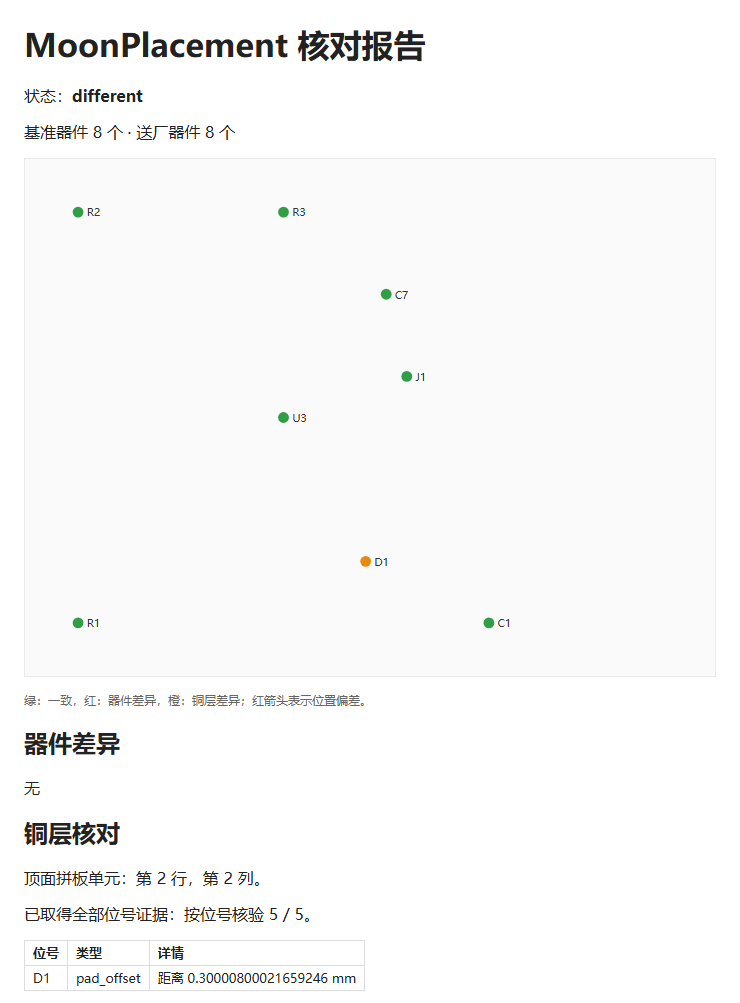 MoonPlacement 核对报告
状态：different
基准器件 8 个 · 送厂器件 8 个
R2
R3
C7
J1
U3
D1
R1
C1
绿：一致，红：器件差异，橙：铜层差异；红箭头表示位置偏差。
器件差异
无
铜层核对
顶面拼板单元：第 2 行，第 2 列。
已取得全部位号证据：按位号核验 5 / 5。
位号 类型 详情
D1 pad_offset 距离 0.30000800021659246 mm